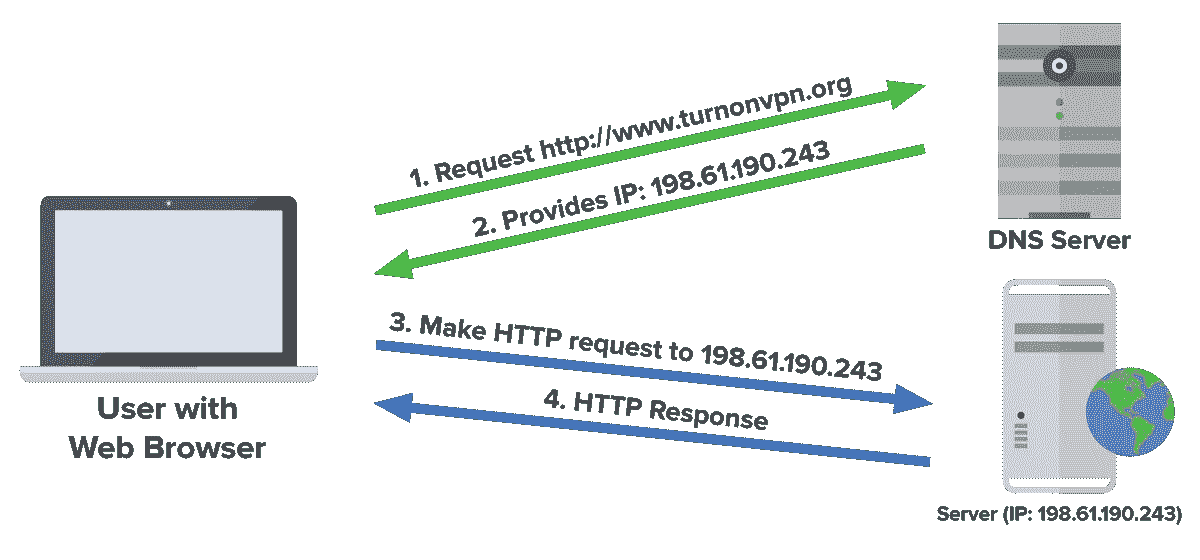 1. Request http://www.turnonvpn.org
2. Provides IP: 198.61.190.243
DNS Server
3. Make HTTP request to 198.61.190.243
4. HTTP Response
User with
Web Browser
Server (IP: 198.61.190.243)